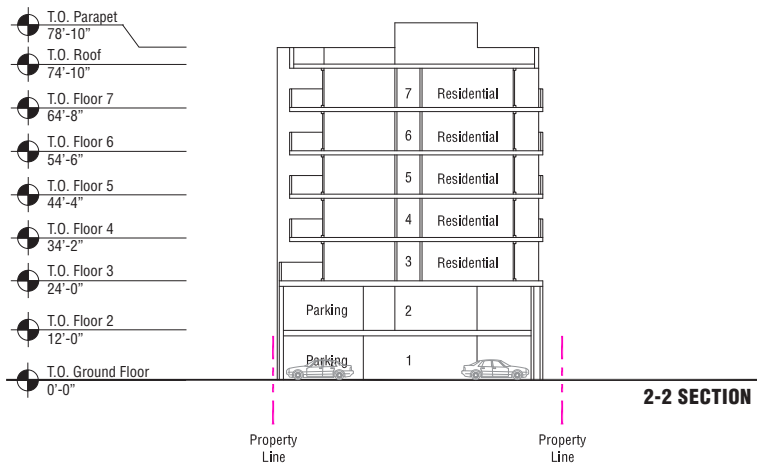 T.O. Parapet
78'-10"
T.O. Roof
74'-10"
T.O. Floor 7
64'-8"
7 Residential
T.O. Floor 6
54'-6"
6 Residential
T.O. Floor 5
44'-4"
5 Residential
T.O. Floor 4
34'-2"
4 Residential
T.O. Floor 3
24'-0"
3 Residential
T.O. Floor 2
12'-0"
Parking 2
T.O. Ground Floor
0'-0"
Parking 1
2-2 SECTION
Property
Line
Property
Line